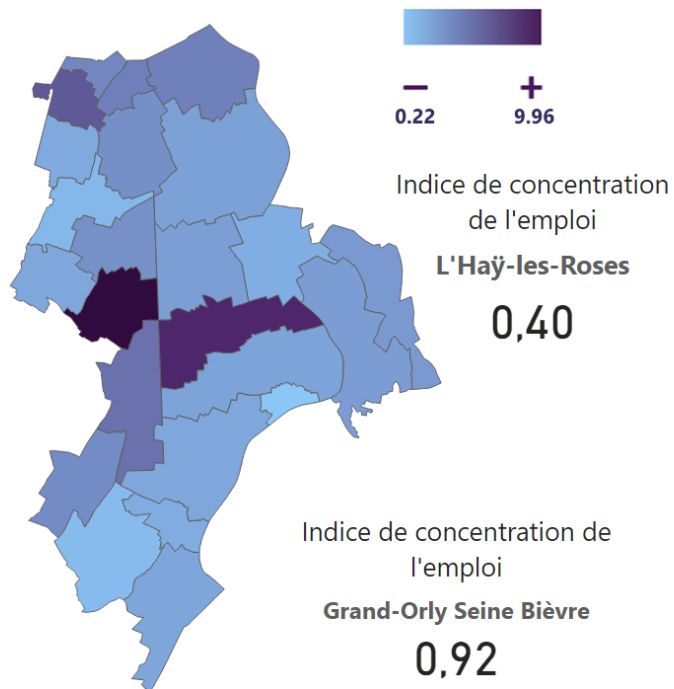 − +
0.22 9.96
Indice de concentration
de l'emploi
L'Haÿ-les-Roses
0,40
Indice de concentration de
l'emploi
Grand-Orly Seine Bièvre
0,92